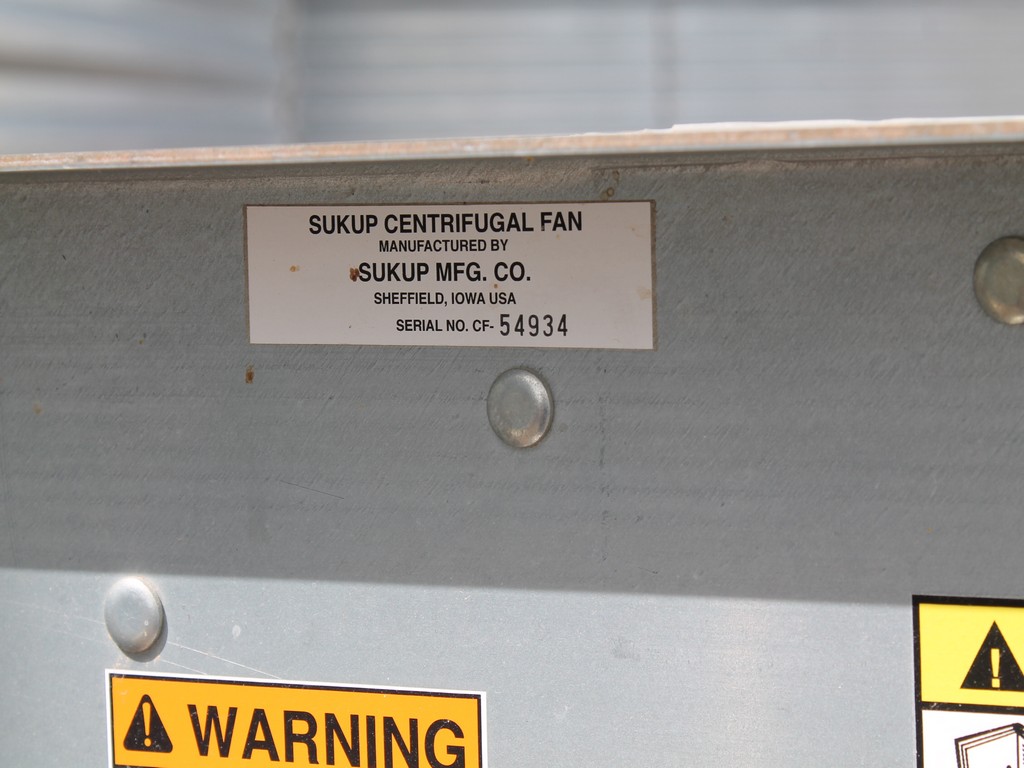 SUKUP CENTRIFUGAL FAN
MANUFACTURED BY
SUKUP MFG. CO.
SHEFFIELD, IOWA USA
SERIAL NO. CF- 54934
WARNING